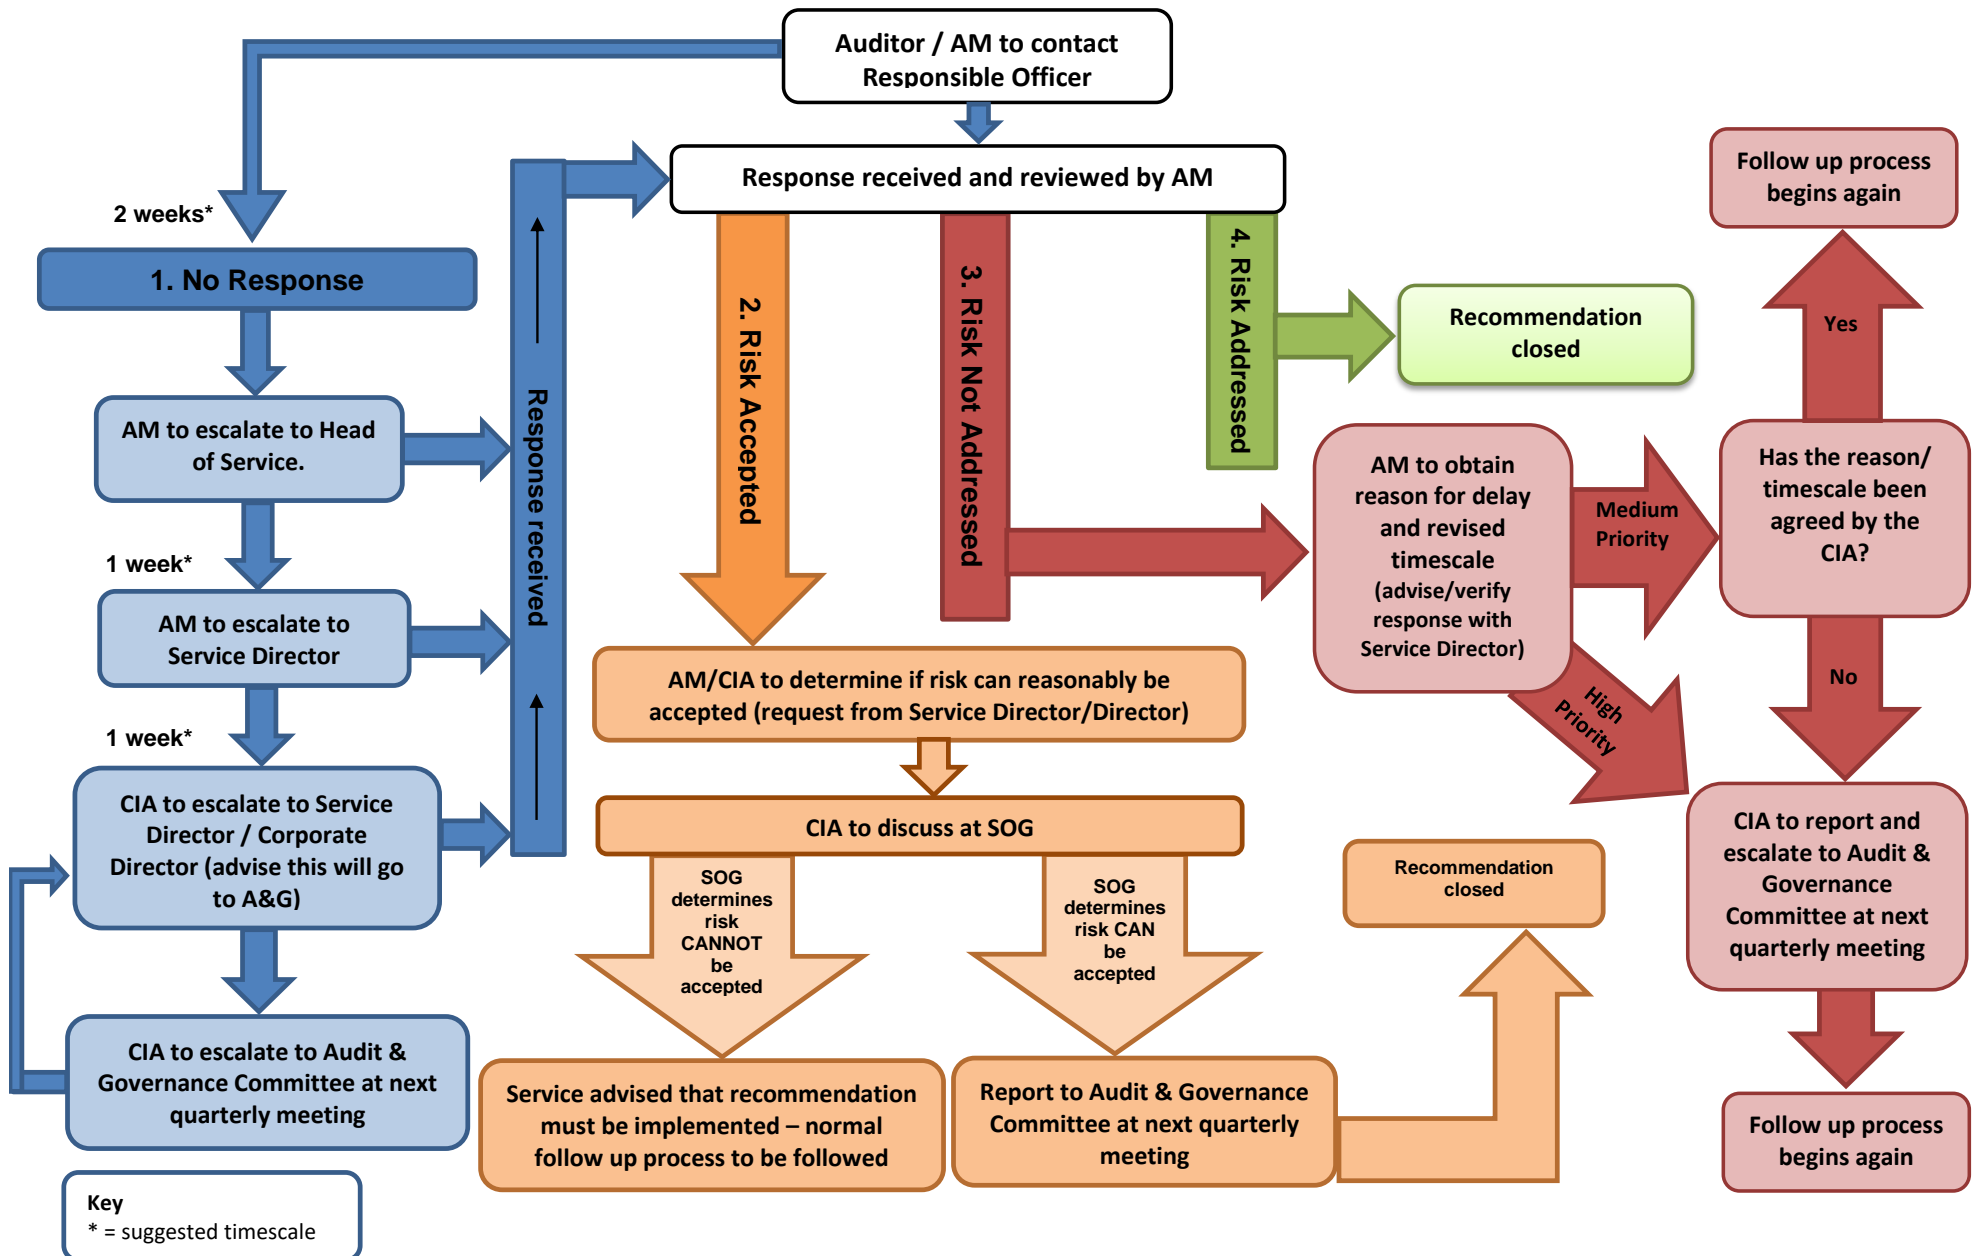 Auditor / AM to contact
Responsible Officer
Response received and reviewed by AM
2 weeks*
1. No Response
AM to escalate to Head
of Service.
1 week*
AM to escalate to
Service Director
1 week*
CIA to escalate to Service
Director / Corporate
Director (advise this will go
to A&G)
CIA to escalate to Audit &
Governance Committee at next
quarterly meeting
Key
* = suggested timescale
Response received
2. Risk Accepted
3. Risk Not Addressed
4. Risk Addressed
Recommendation
closed
AM/CIA to determine if risk can reasonably be
accepted (request from Service Director/Director)
CIA to discuss at SOG
SOG
determines
risk
CANNOT
be
accepted
SOG
determines
risk CAN
be
accepted
Service advised that recommendation
must be implemented – normal
follow up process to be followed
Report to Audit & Governance
Committee at next quarterly
meeting
Recommendation
closed
AM to obtain
reason for delay
and revised
timescale
(advise/verify
response with
Service Director)
Medium
Priority
High
Priority
Follow up process
begins again
Yes
Has the reason/
timescale been
agreed by the
CIA?
No
CIA to report and
escalate to Audit &
Governance
Committee at next
quarterly meeting
Follow up process
begins again